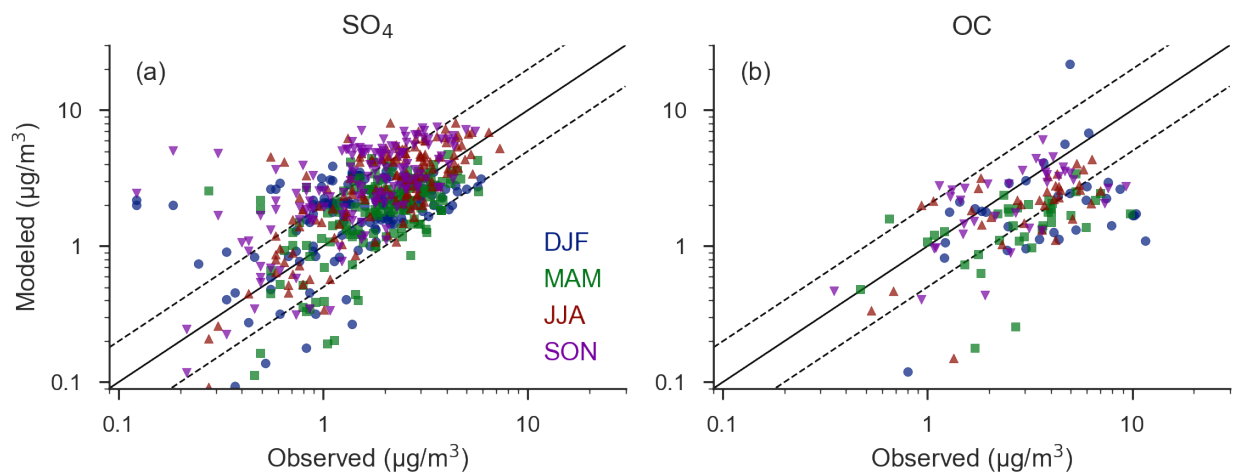 SO₄
(a)
10
1
0.1
Modeled (µg/m³)
0.1
1
10
Observed (µg/m³)
DJF
MAM
JJA
SON
OC
(b)
10
1
0.1
0.1
1
10
Observed (µg/m³)